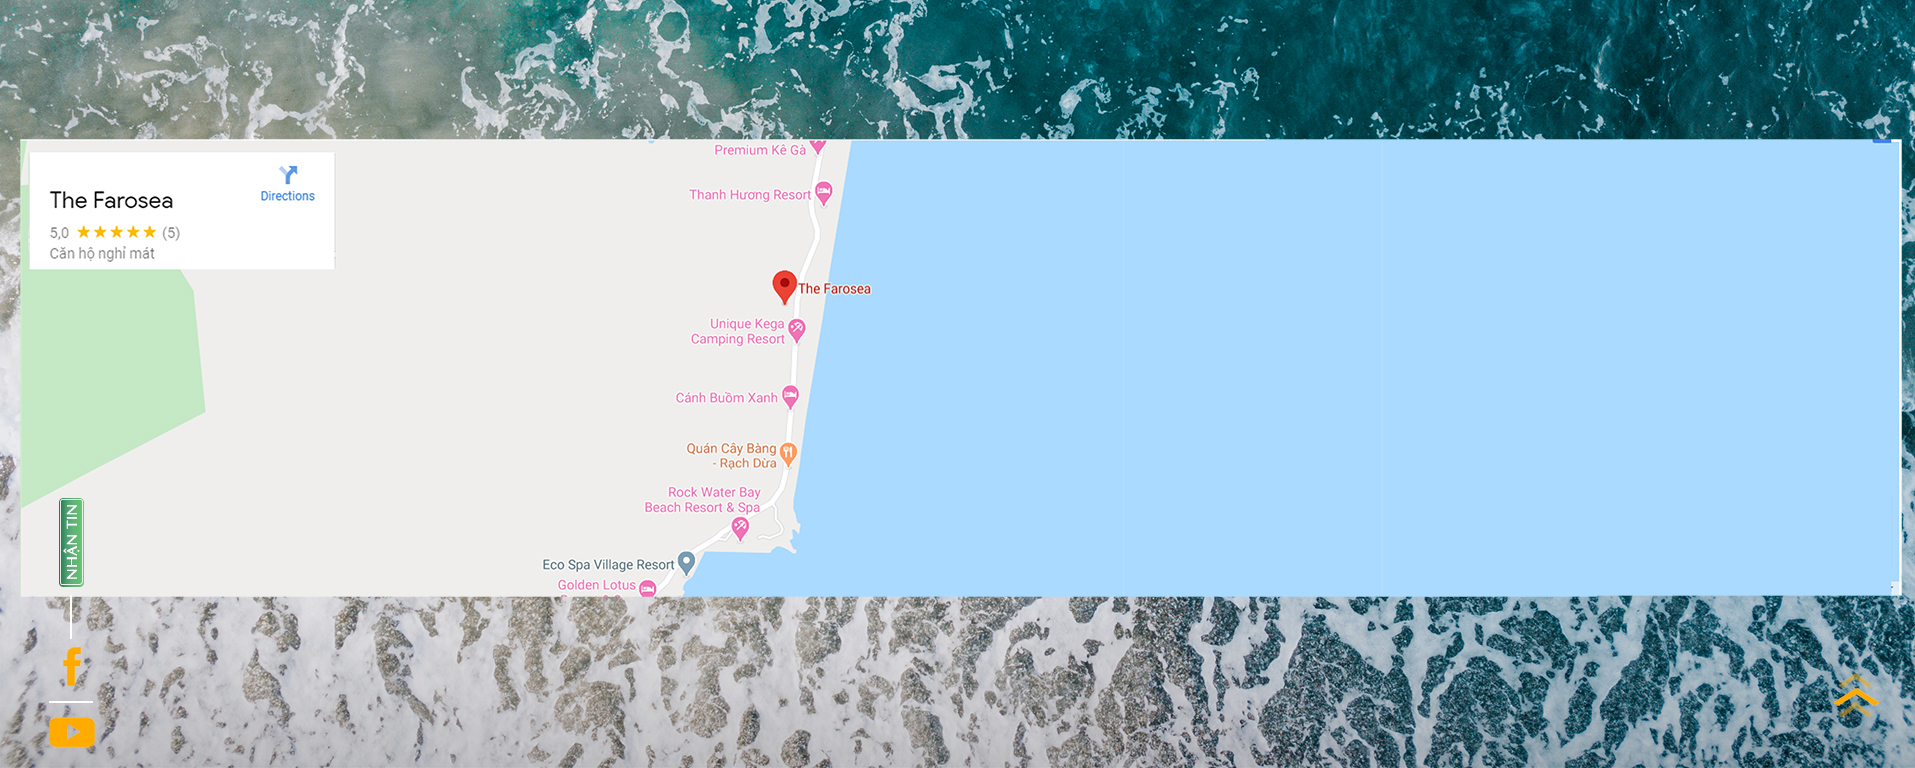 Premium Kê Gà
Thanh Hương Resort
The Farosea
Directions
5,0 ★★★★★ (5)
Căn hộ nghỉ mát
The Farosea
Unique Kega
Camping Resort
Cánh Buồm Xanh
Quán Cây Bàng
- Rạch Dừa
Rock Water Bay
Beach Resort & Spa
Eco Spa Village Resort
Golden Lotus
NHẬN TIN